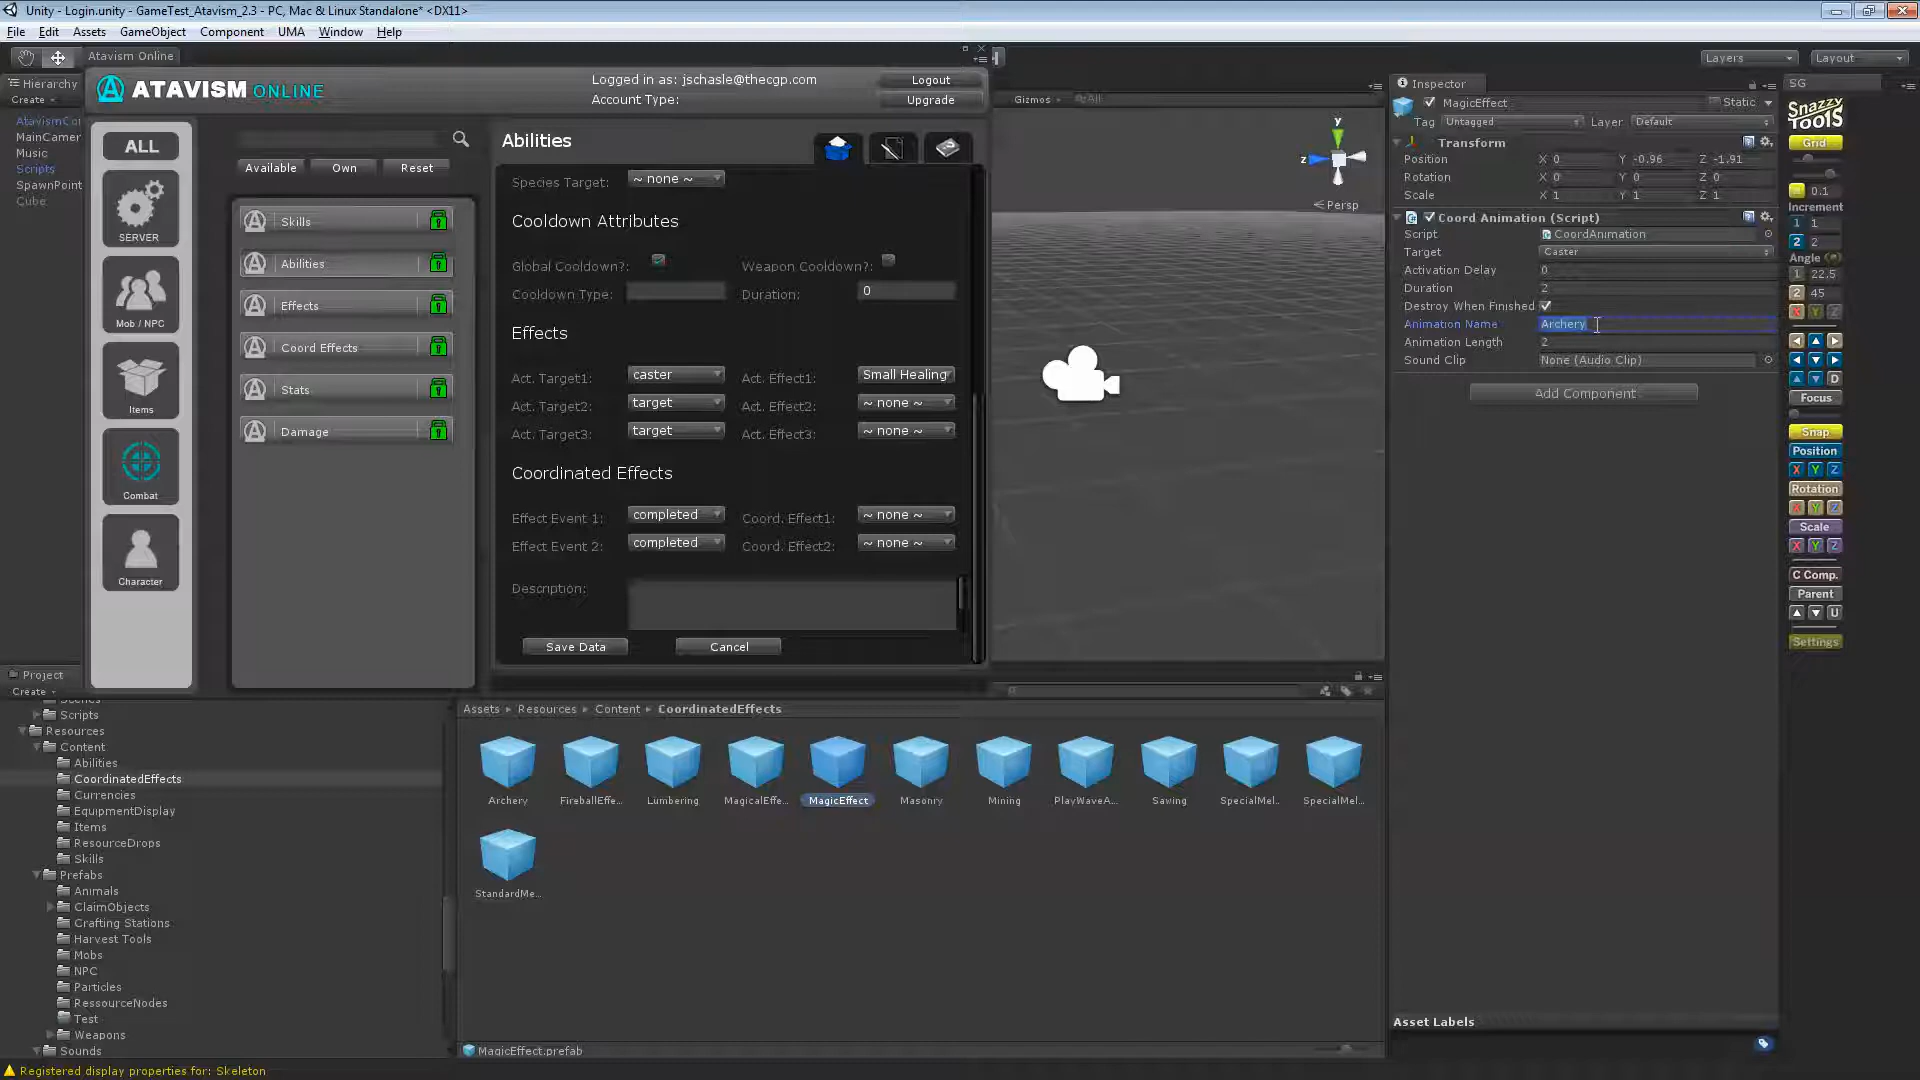 Unity - Login.unity - GameTest_Atavism_2.3 - PC, Mac & Linux Standalone* <DX11>
File Edit Assets GameObject Component UMA Window Help
Atavism Online
Layers
Layout
Hierarchy
Create
AtavismCo
MainCamer
Music
Scripts
SpawnPoint
Cube
ATAVISM ONLINE
Logged in as: jschasle@thecgp.com
Account Type:
Logout
Upgrade
ALL
SERVER
Mob / NPC
Items
Combat
Character
Available
Own
Reset
Skills
Abilities
Effects
Coord Effects
Stats
Damage
Abilities
Species Target: ~ none ~
Cooldown Attributes
Global Cooldown?: Weapon Cooldown?:
Cooldown Type: Duration: 0
Effects
Act. Target1: caster Act. Effect1: Small Healing
Act. Target2: target Act. Effect2: ~ none ~
Act. Target3: target Act. Effect3: ~ none ~
Coordinated Effects
Effect Event 1: completed Coord. Effect1: ~ none ~
Effect Event 2: completed Coord. Effect2: ~ none ~
Description:
Save Data
Cancel
Gizmos
All
y
z
Persp
Inspector
MagicEffect
Static
Tag Untagged Layer Default
Transform
Position X 0 Y -0.96 Z -1.91
Rotation X 0 Y 0 Z 0
Scale X 1 Y 1 Z 1
Coord Animation (Script)
Script CoordAnimation
Target Caster
Activation Delay 0
Duration 2
Destroy When Finished
Animation Name Archery
Animation Length 2
Sound Clip None (Audio Clip)
Add Component
Asset Labels
SG
Snazzy TOOLS
Grid
0.1
Increment
1 1
2 2
Angle
1 22.5
2 45
X Y Z
D
Focus
Snap
Position
X Y Z
Rotation
X Y Z
Scale
X Y Z
C Comp.
Parent
U
Settings
Project
Create
Scenes
Scripts
Resources
Content
Abilities
CoordinatedEffects
Currencies
EquipmentDisplay
Items
ResourceDrops
Skills
Prefabs
Animals
ClaimObjects
Crafting Stations
Harvest Tools
Mobs
NPC
Particles
RessourceNodes
Test
Weapons
Sounds
Assets Resources Content CoordinatedEffects
Archery
FireballEffe...
Lumbering
MagicalEffe...
MagicEffect
Masonry
Mining
PlayWaveA...
Sawing
SpecialMel...
SpecialMel...
StandardMe...
MagicEffect.prefab
Registered display properties for: Skeleton